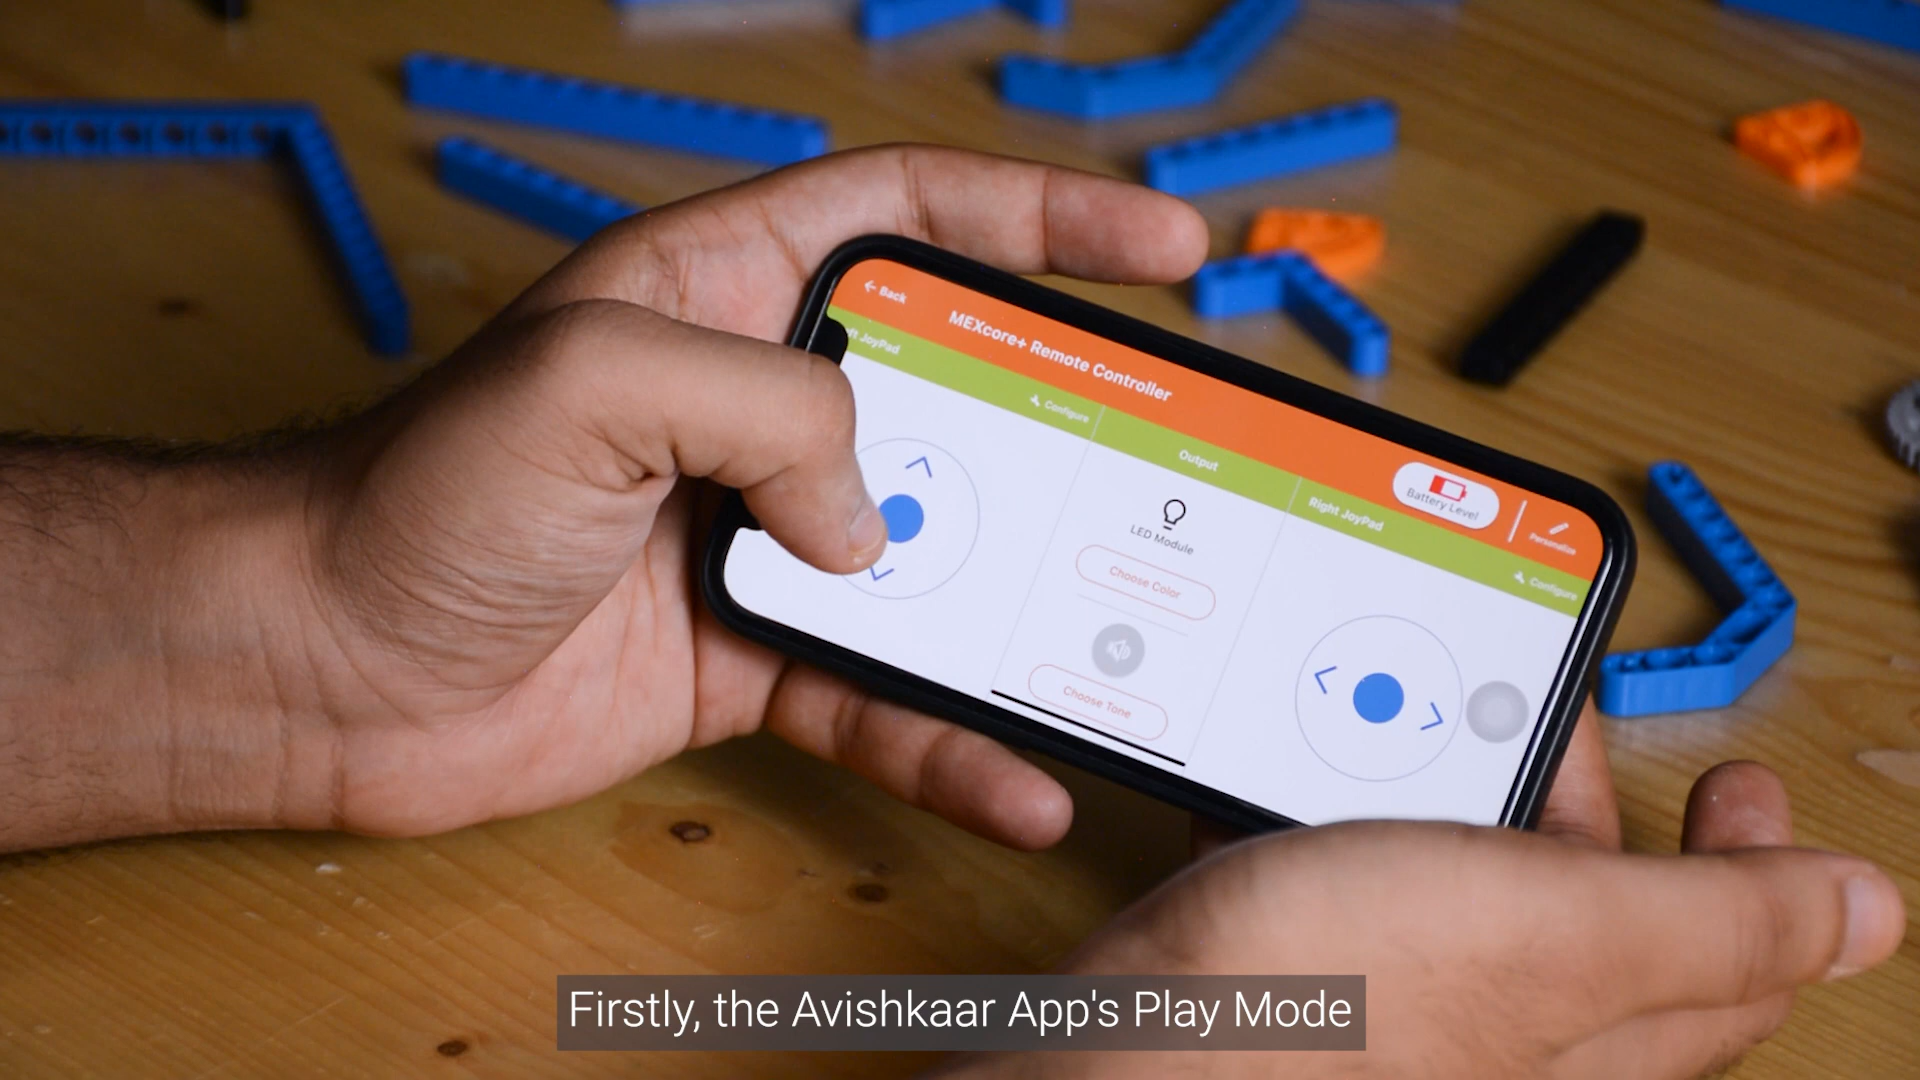 Back
MEXcore+ Remote Controller
Battery Level
Personalize
JoyPad
Configure
Output
Right JoyPad
Configure
LED Module
Choose Color
Choose Tone
Firstly, the Avishkaar App's Play Mode